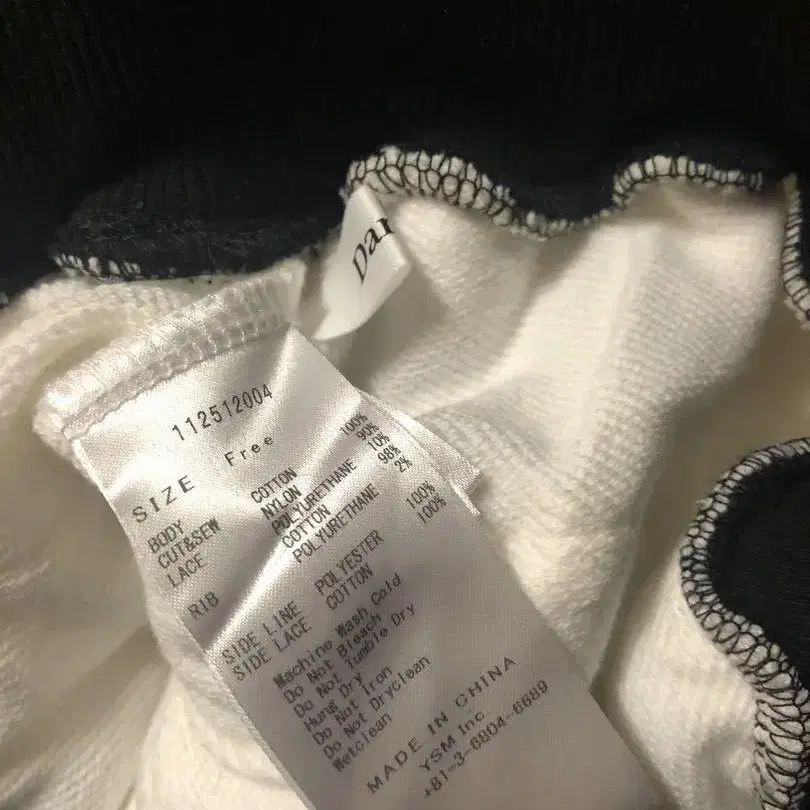 Dar
112512004
SIZE Free
BODY COTTON 100%
CUT&SEW NYLON 90%
LACE POLYURETHANE 10%
COTTON 98%
RIB POLYURETHANE 2%
SIDE LINE POLYESTER 100%
SIDE LACE COTTON 100%
Machine Wash Cold
Do Not Bleach
Do Not Tumble Dry
Hung Dry
Do Not Iron
Do Not DryClean
Wetclean
MADE IN CHINA
YSM Inc.
+81-3-6804-6689